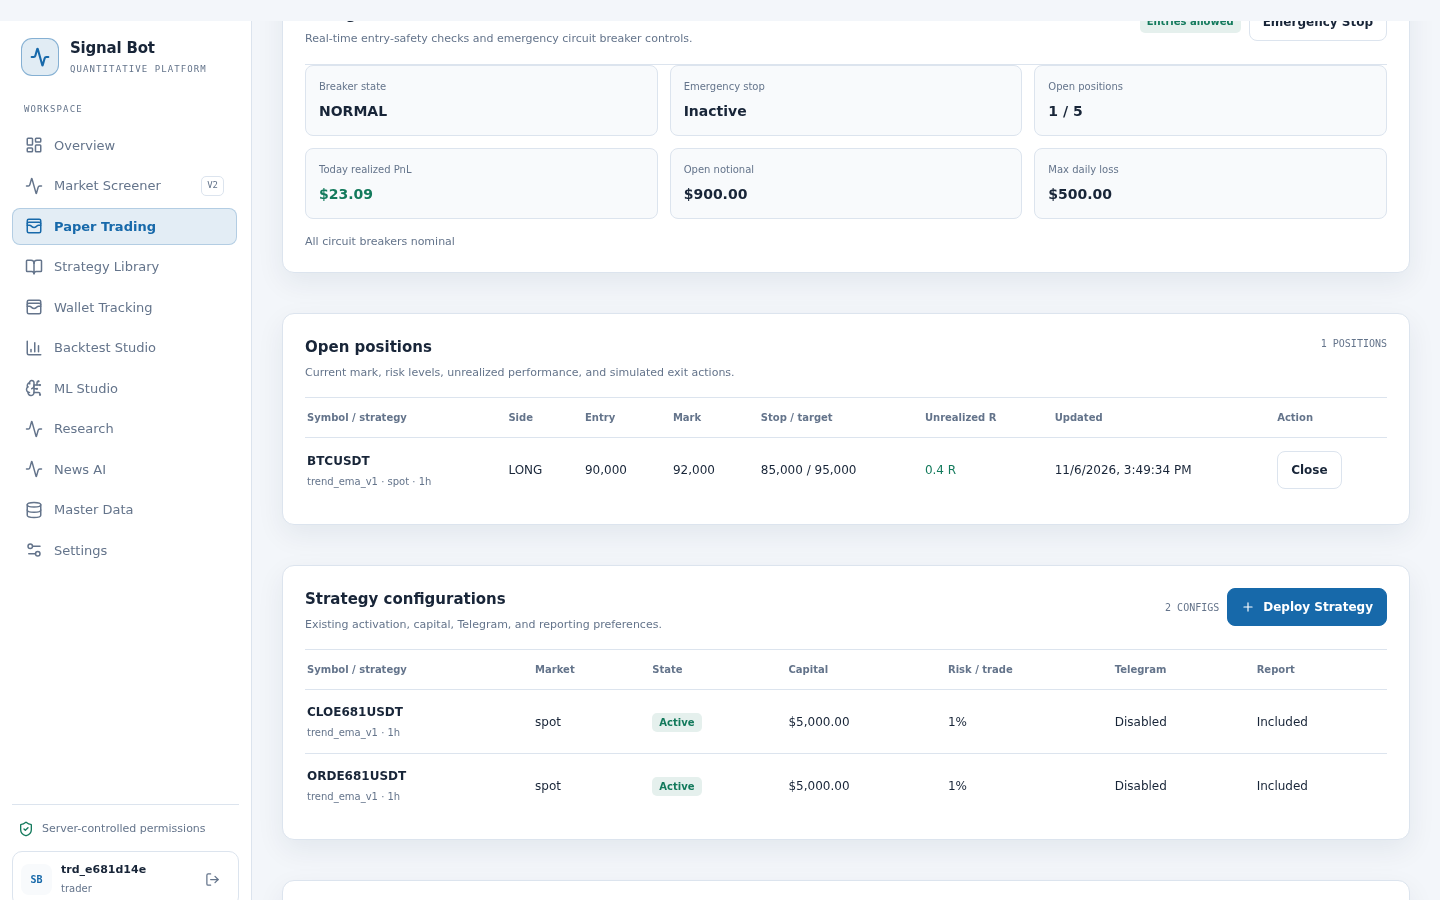 Signal Bot
QUANTITATIVE PLATFORM
WORKSPACE
Overview
Market Screener V2
Paper Trading
Strategy Library
Wallet Tracking
Backtest Studio
ML Studio
Research
News AI
Master Data
Settings
Server-controlled permissions
SB trd_e681d14e
trader
Entries allowed Emergency Stop
Real-time entry-safety checks and emergency circuit breaker controls.
Breaker state
NORMAL
Emergency stop
Inactive
Open positions
1 / 5
Today realized PnL
$23.09
Open notional
$900.00
Max daily loss
$500.00
All circuit breakers nominal
Open positions 1 POSITIONS
Current mark, risk levels, unrealized performance, and simulated exit actions.
Symbol / strategy Side Entry Mark Stop / target Unrealized R Updated Action
BTCUSDT LONG 90,000 92,000 85,000 / 95,000 0.4 R 11/6/2026, 3:49:34 PM Close
trend_ema_v1 · spot · 1h
Strategy configurations 2 CONFIGS + Deploy Strategy
Existing activation, capital, Telegram, and reporting preferences.
Symbol / strategy Market State Capital Risk / trade Telegram Report
CLOE681USDT spot Active $5,000.00 1% Disabled Included
trend_ema_v1 · 1h
ORDE681USDT spot Active $5,000.00 1% Disabled Included
trend_ema_v1 · 1h